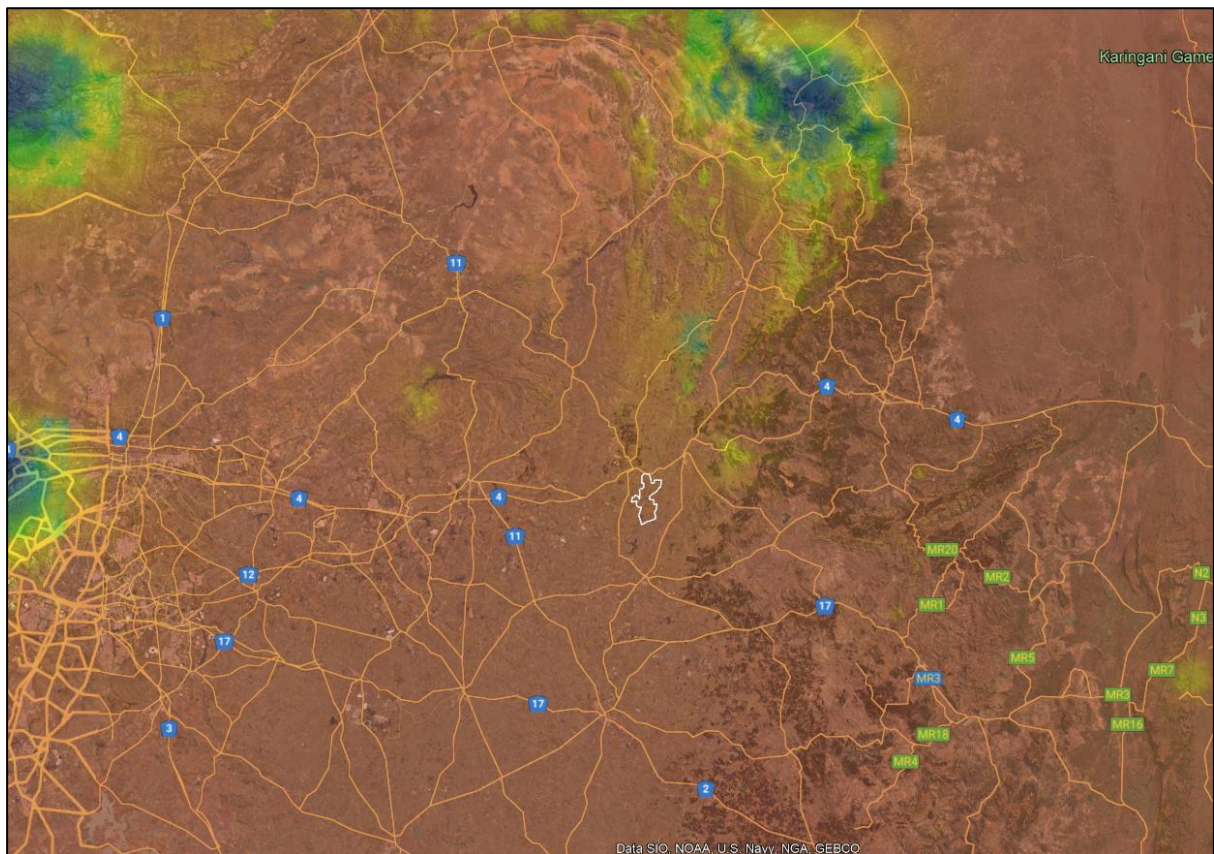 Karingani Game
11
1
4
4
4
4
4
11
MR20
12
MR2
N2
MR1
17
N3
17
MR5
MR7
MR3
MR3
17
MR16
3
MR18
MR4
2
Data SIO, NOAA, U.S. Navy, NGA, GEBCO